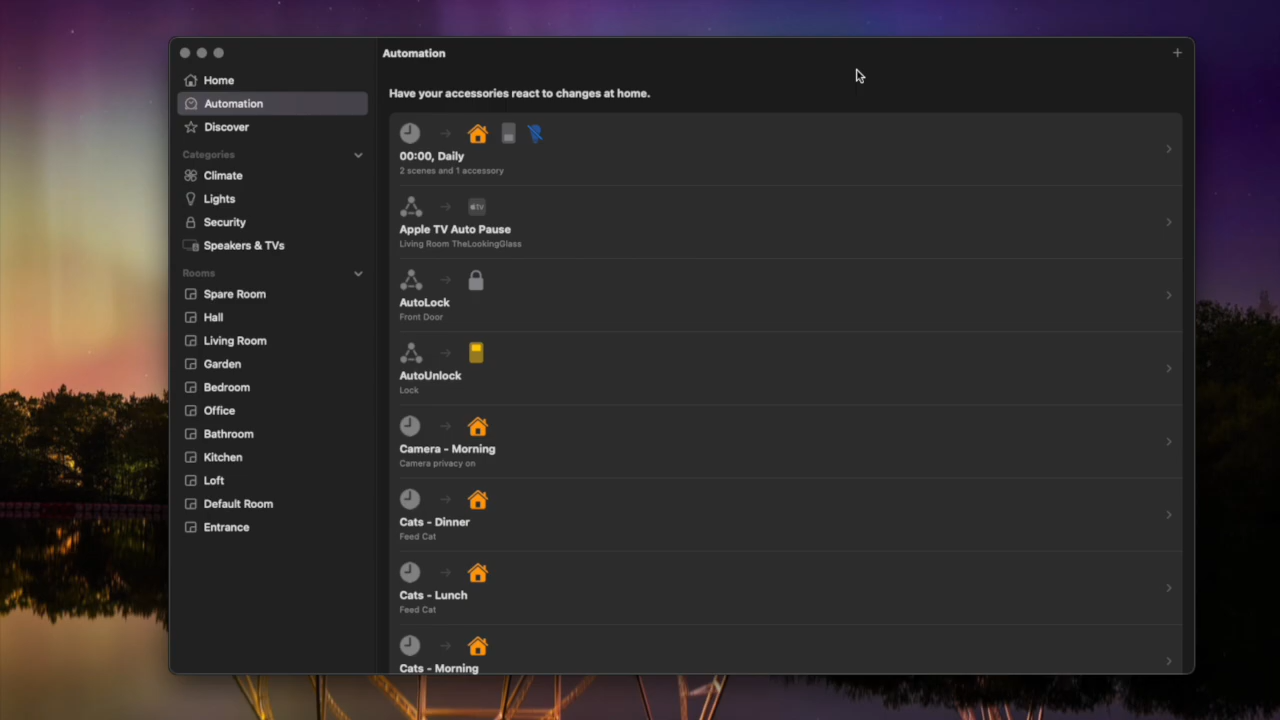 Automation
Home
Automation
Discover
Categories
Climate
Lights
Security
Speakers & TVs
Rooms
Spare Room
Hall
Living Room
Garden
Bedroom
Office
Bathroom
Kitchen
Loft
Default Room
Entrance
Have your accessories react to changes at home.
00:00, Daily
2 scenes and 1 accessory
tv
Apple TV Auto Pause
Living Room TheLookingGlass
AutoLock
Front Door
AutoUnlock
Lock
Camera - Morning
Camera privacy on
Cats - Dinner
Feed Cat
Cats - Lunch
Feed Cat
Cats - Morning